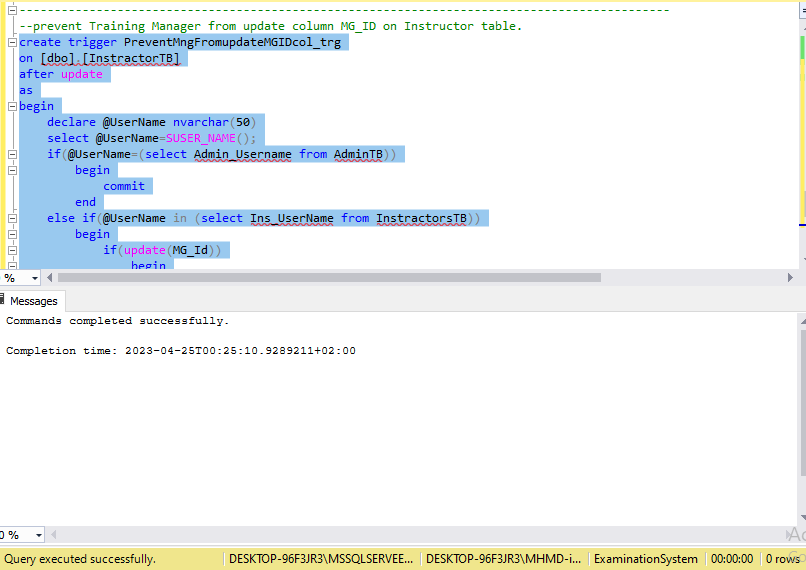 --prevent Training Manager from update column MG_ID on Instructor table.
create trigger PreventMngFromupdateMGIDcol_trg
on [dbo].[InstractorTB]
after update
as
begin
declare @UserName nvarchar(50)
select @UserName=SUSER_NAME();
if(@UserName=(select Admin_Username from AdminTB))
begin
commit
end
else if(@UserName in (select Ins_UserName from InstractorsTB))
begin
if(update(MG_Id))
begin
%
Messages
Commands completed successfully.
Completion time: 2023-04-25T00:25:10.9289211+02:00
0 %
Query executed successfully. DESKTOP-96F3JR3\MSSQLSERVEE... DESKTOP-96F3JR3\MHMD-i... ExaminationSystem 00:00:00 0 rows